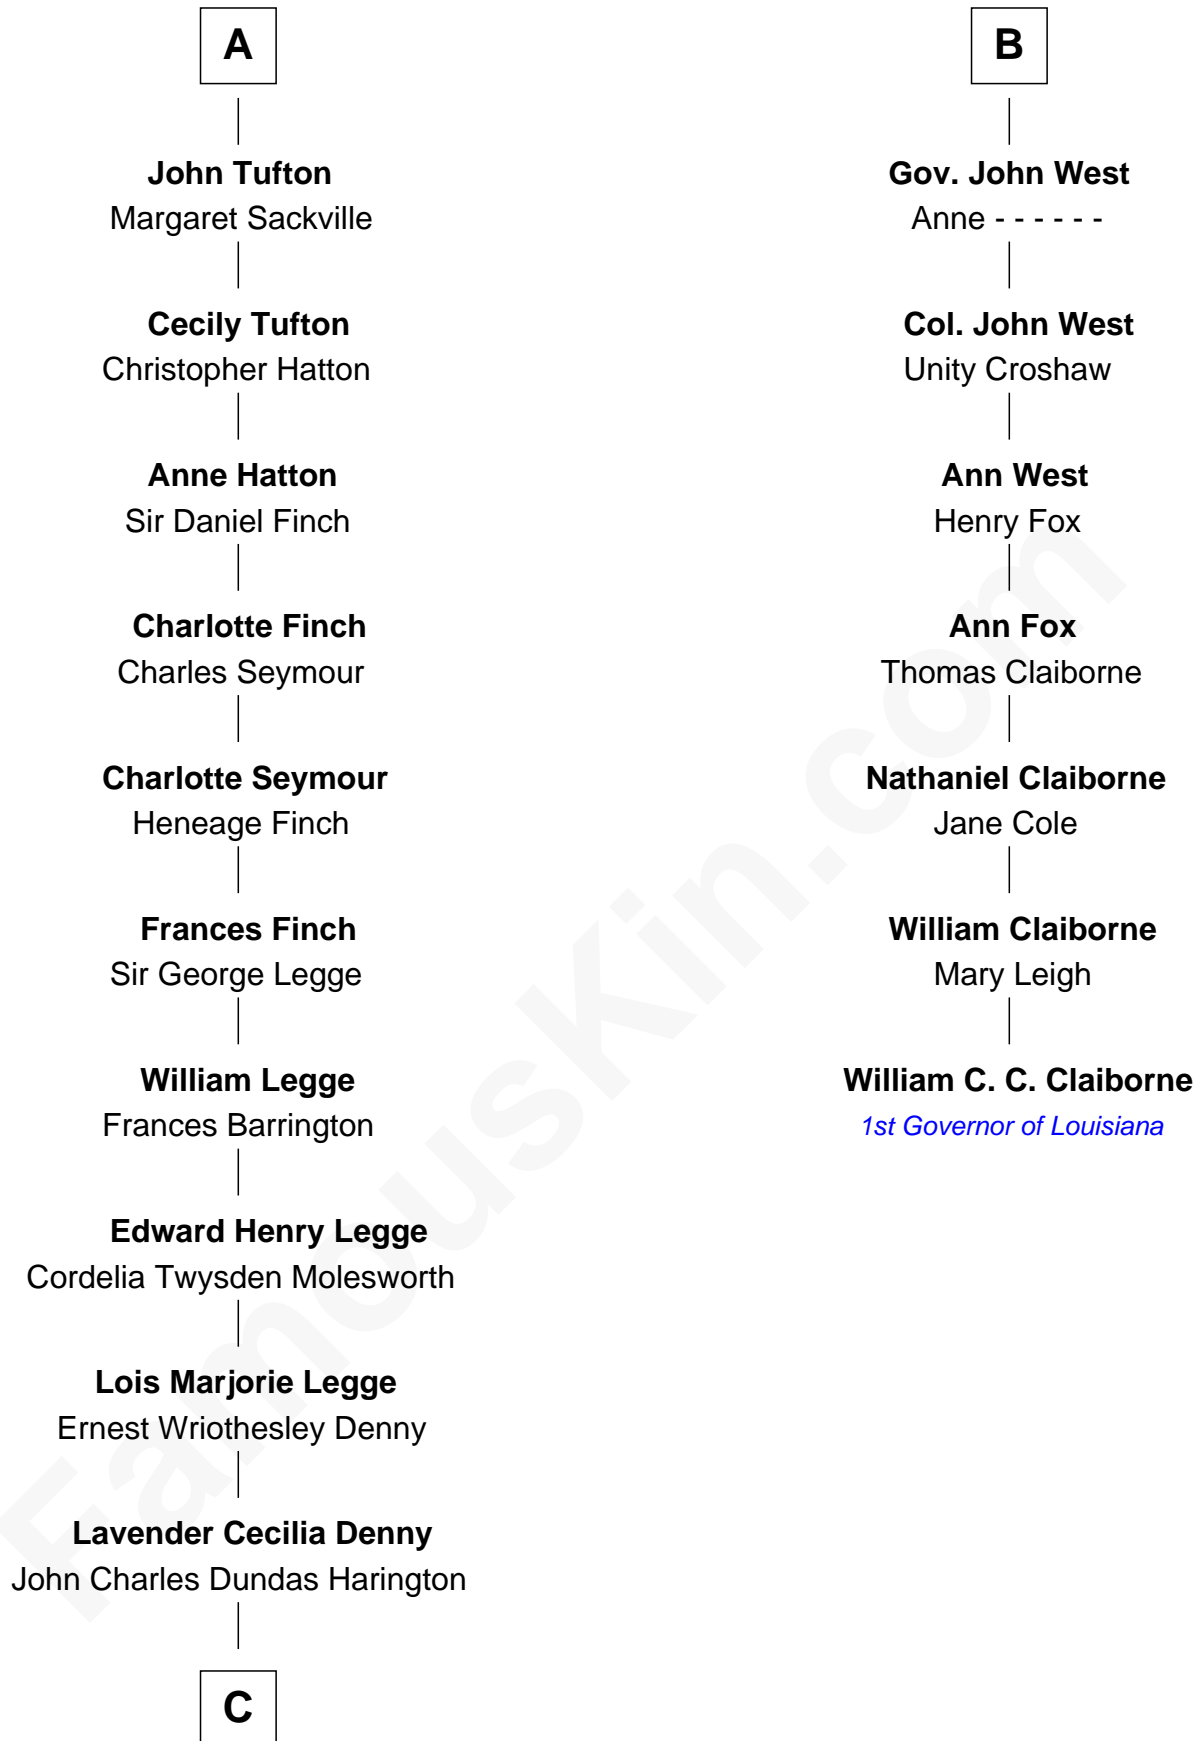 A
John Tufton
Margaret Sackville
Cecily Tufton
Christopher Hatton
Anne Hatton
Sir Daniel Finch
Charlotte Finch
Charles Seymour
Charlotte Seymour
Heneage Finch
Frances Finch
Sir George Legge
William Legge
Frances Barrington
Edward Henry Legge
Cordelia Twysden Molesworth
Lois Marjorie Legge
Ernest Wriothesley Denny
Lavender Cecilia Denny
John Charles Dundas Harington
C
B
Gov. John West
Anne - - - - - -
Col. John West
Unity Croshaw
Ann West
Henry Fox
Ann Fox
Thomas Claiborne
Nathaniel Claiborne
Jane Cole
William Claiborne
Mary Leigh
William C. C. Claiborne
1st Governor of Louisiana
FamousKin.com